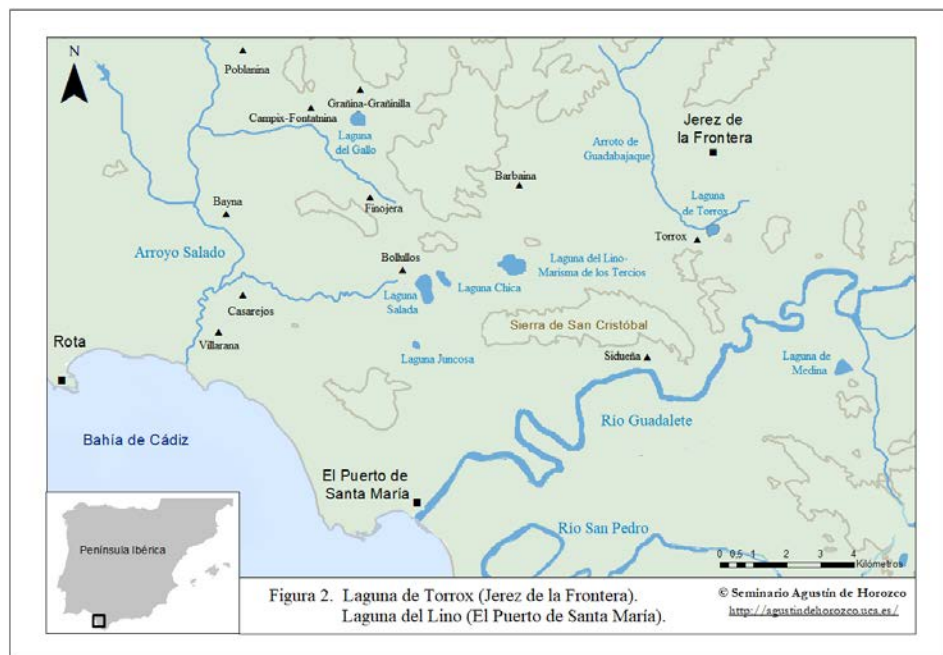 N
Poblanina
Grañina-Grañinilla
Campix-Fontatnina
Laguna
del Gallo
Jerez de
la Frontera
Arroto de
Guadabajaque
Barbaina
Laguna
de Torrox
Finojera
Bayna
Torrox
Arroyo Salado
Bollullos
Laguna del Lino-
Marisma de los Tercios
Laguna Chica
Laguna
Salada
Casarejos
Sierra de San Cristóbal
Villarana
Rota
Laguna Juncosa
Sidueña
Laguna de
Medina
Río Guadalete
Bahía de Cádiz
El Puerto de
Santa María
Río San Pedro
Península Ibérica
0 0,5 1 2 3 4
Kilómetros
Figura 2. Laguna de Torrox (Jerez de la Frontera).
Laguna del Lino (El Puerto de Santa María).
© Seminario Agustín de Horozco
http://agustindehorozco.uca.es/